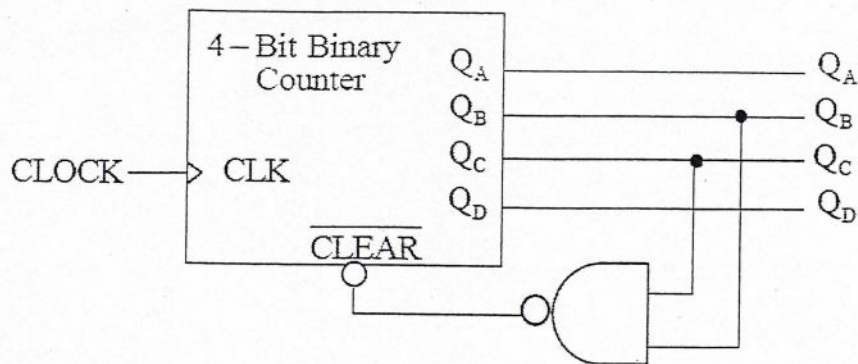 4-Bit Binary
Counter
Q_A Q_A
Q_B Q_B
CLOCK CLK Q_C Q_C
Q_D Q_D
CLEAR